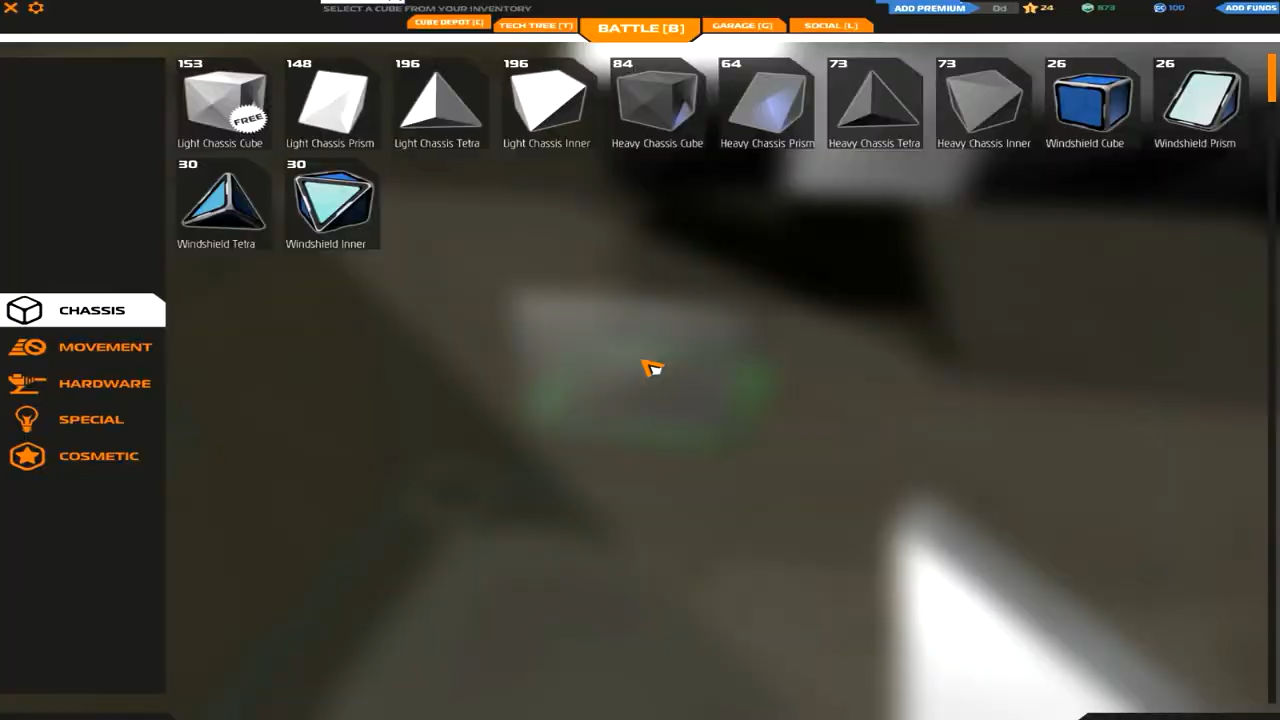 SELECT A CUBE FROM YOUR INVENTORY
ADD PREMIUM
Dd
24
873
100
ADD FUNDS
CUBE DEPOT [C]
TECH TREE [T]
BATTLE [B]
GARAGE [G]
SOCIAL [L]
153
148
196
196
84
64
73
73
26
26
FREE
Light Chassis Cube
Light Chassis Prism
Light Chassis Tetra
Light Chassis Inner
Heavy Chassis Cube
Heavy Chassis Prism
Heavy Chassis Tetra
Heavy Chassis Inner
Windshield Cube
Windshield Prism
30
30
Windshield Tetra
Windshield Inner
CHASSIS
MOVEMENT
HARDWARE
SPECIAL
COSMETIC